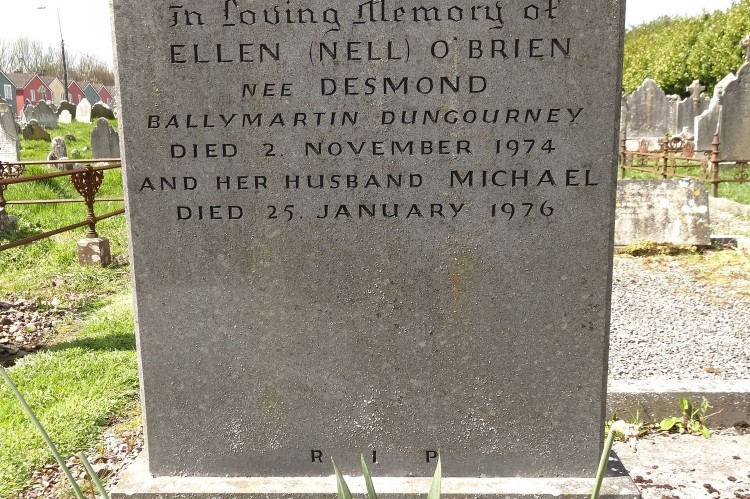 In Loving Memory of
ELLEN (NELL) O'BRIEN
NEE DESMOND
BALLYMARTIN DUNGOURNEY
DIED 2. NOVEMBER 1974
AND HER HUSBAND MICHAEL
DIED 25. JANUARY 1976
R I P